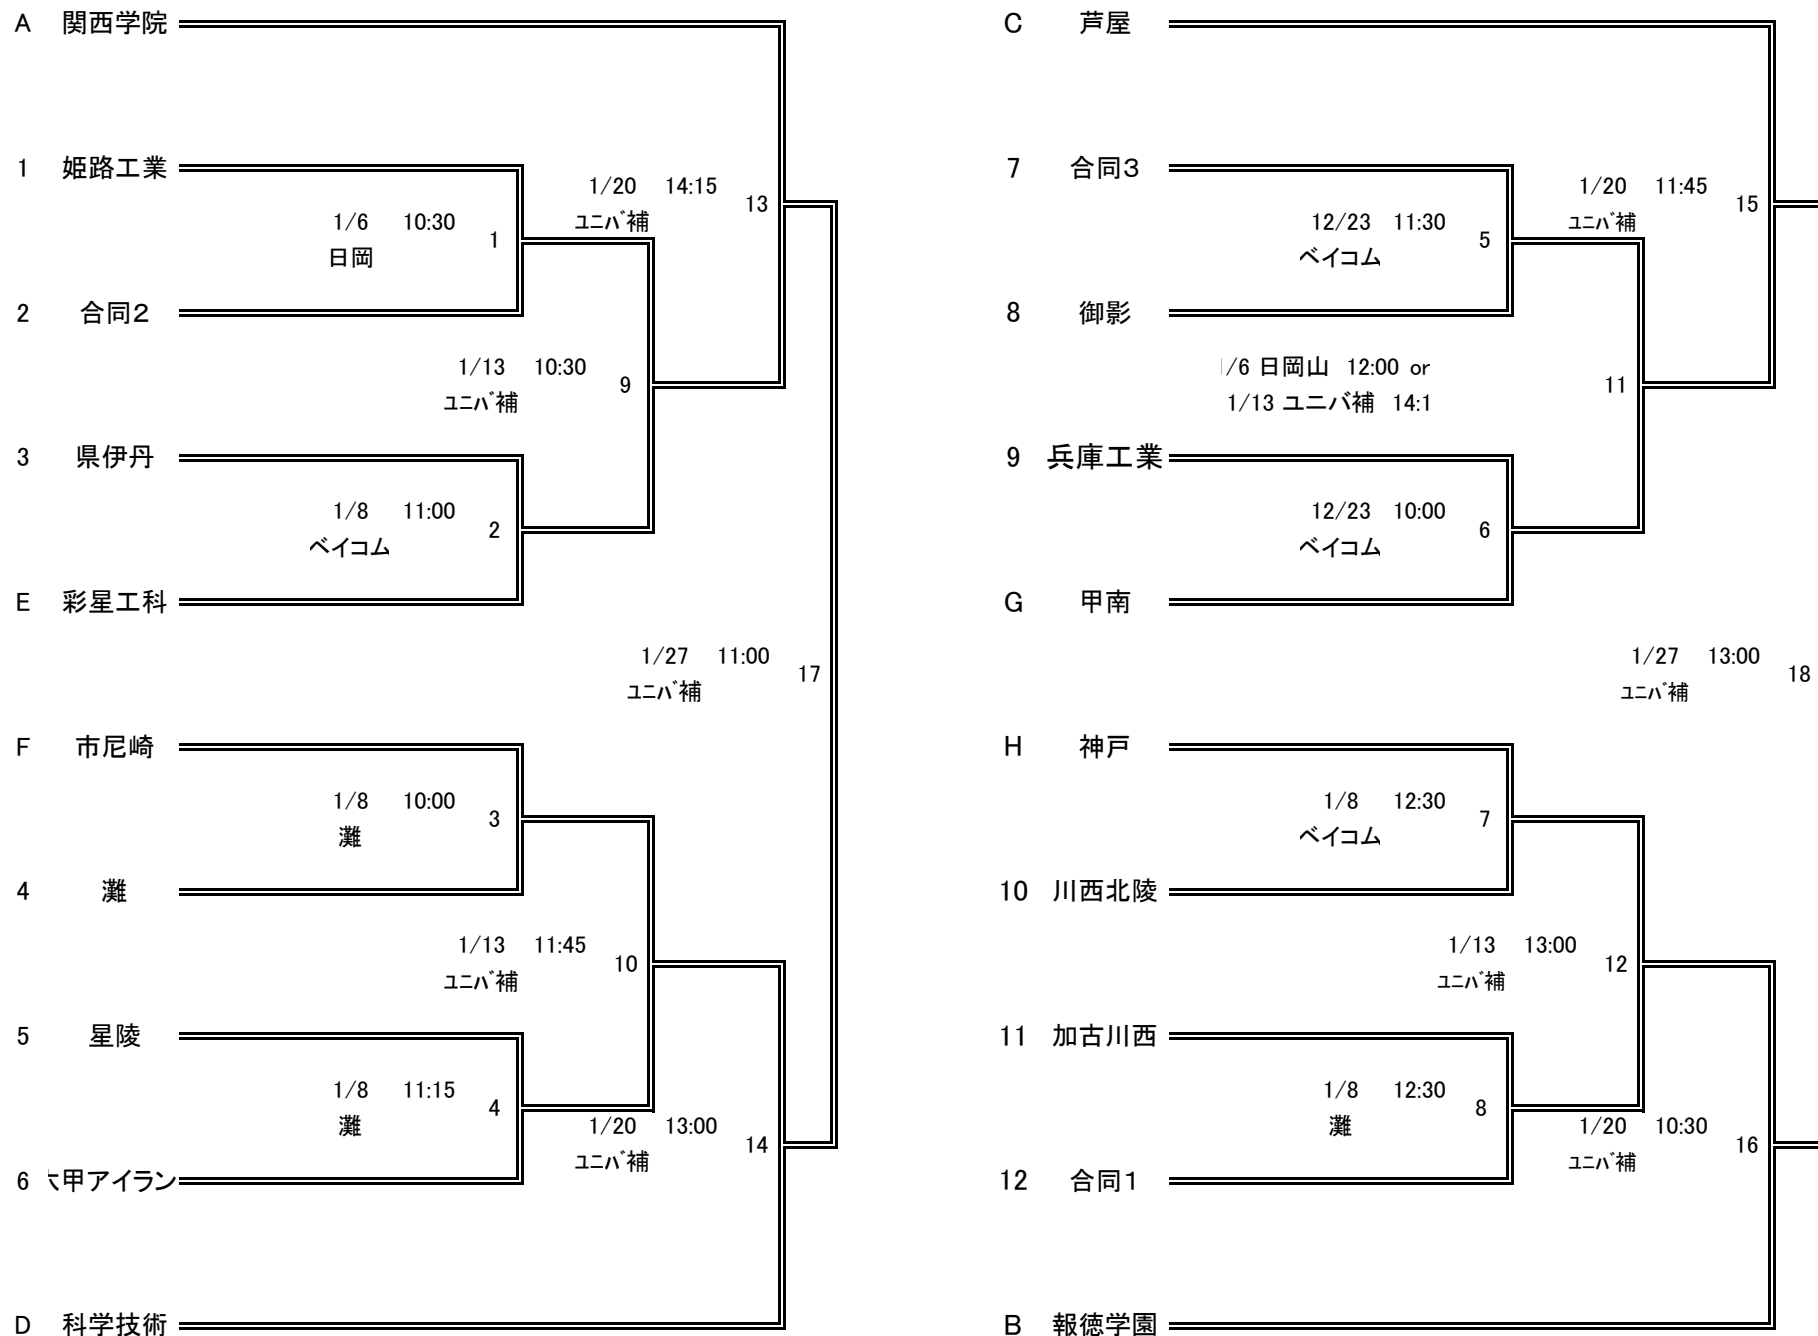 A 関西学院
1 姫路工業
1/20 14:15 13
ﾕﾆﾊﾞ補
1/6 10:30 1
日岡
2 合同2
1/13 10:30 9
ﾕﾆﾊﾞ補
3 県伊丹
1/8 11:00 2
ベイコム
E 彩星工科
1/27 11:00 17
ﾕﾆﾊﾞ補
F 市尼崎
1/8 10:00 3
灘
4 灘
1/13 11:45 10
ﾕﾆﾊﾞ補
5 星陵
1/8 11:15 4
灘
1/20 13:00 14
ﾕﾆﾊﾞ補
6 甲アイラン
D 科学技術
C 芦屋
7 合同3
1/20 11:45 15
ﾕﾆﾊﾞ補
12/23 11:30 5
ベイコム
8 御影
/6 日岡山 12:00 or
1/13 ユニバ補 14:1
11
9 兵庫工業
12/23 10:00 6
ベイコム
G 甲南
1/27 13:00 18
ﾕﾆﾊﾞ補
H 神戸
1/8 12:30 7
ベイコム
10 川西北陵
1/13 13:00 12
ﾕﾆﾊﾞ補
11 加古川西
1/8 12:30 8
灘
1/20 10:30 16
ﾕﾆﾊﾞ補
12 合同1
B 報徳学園